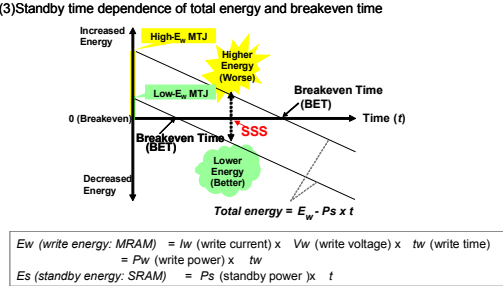 (3)Standby time dependence of total energy and breakeven time
Increased
Energy
High-Ew MTJ
Higher
Energy
(Worse)
Low-Ew MTJ
Breakeven Time
(BET)
0 (Breakeven)
Time (t)
Breakeven Time
(BET)
SSS
Lower
Energy
(Better)
Decreased
Energy
Total energy = Ew - Ps x t
Ew (write energy: MRAM) = Iw (write current) x Vw (write voltage) x tw (write time)
= Pw (write power) x tw
Es (standby energy: SRAM) = Ps (standby power )x t